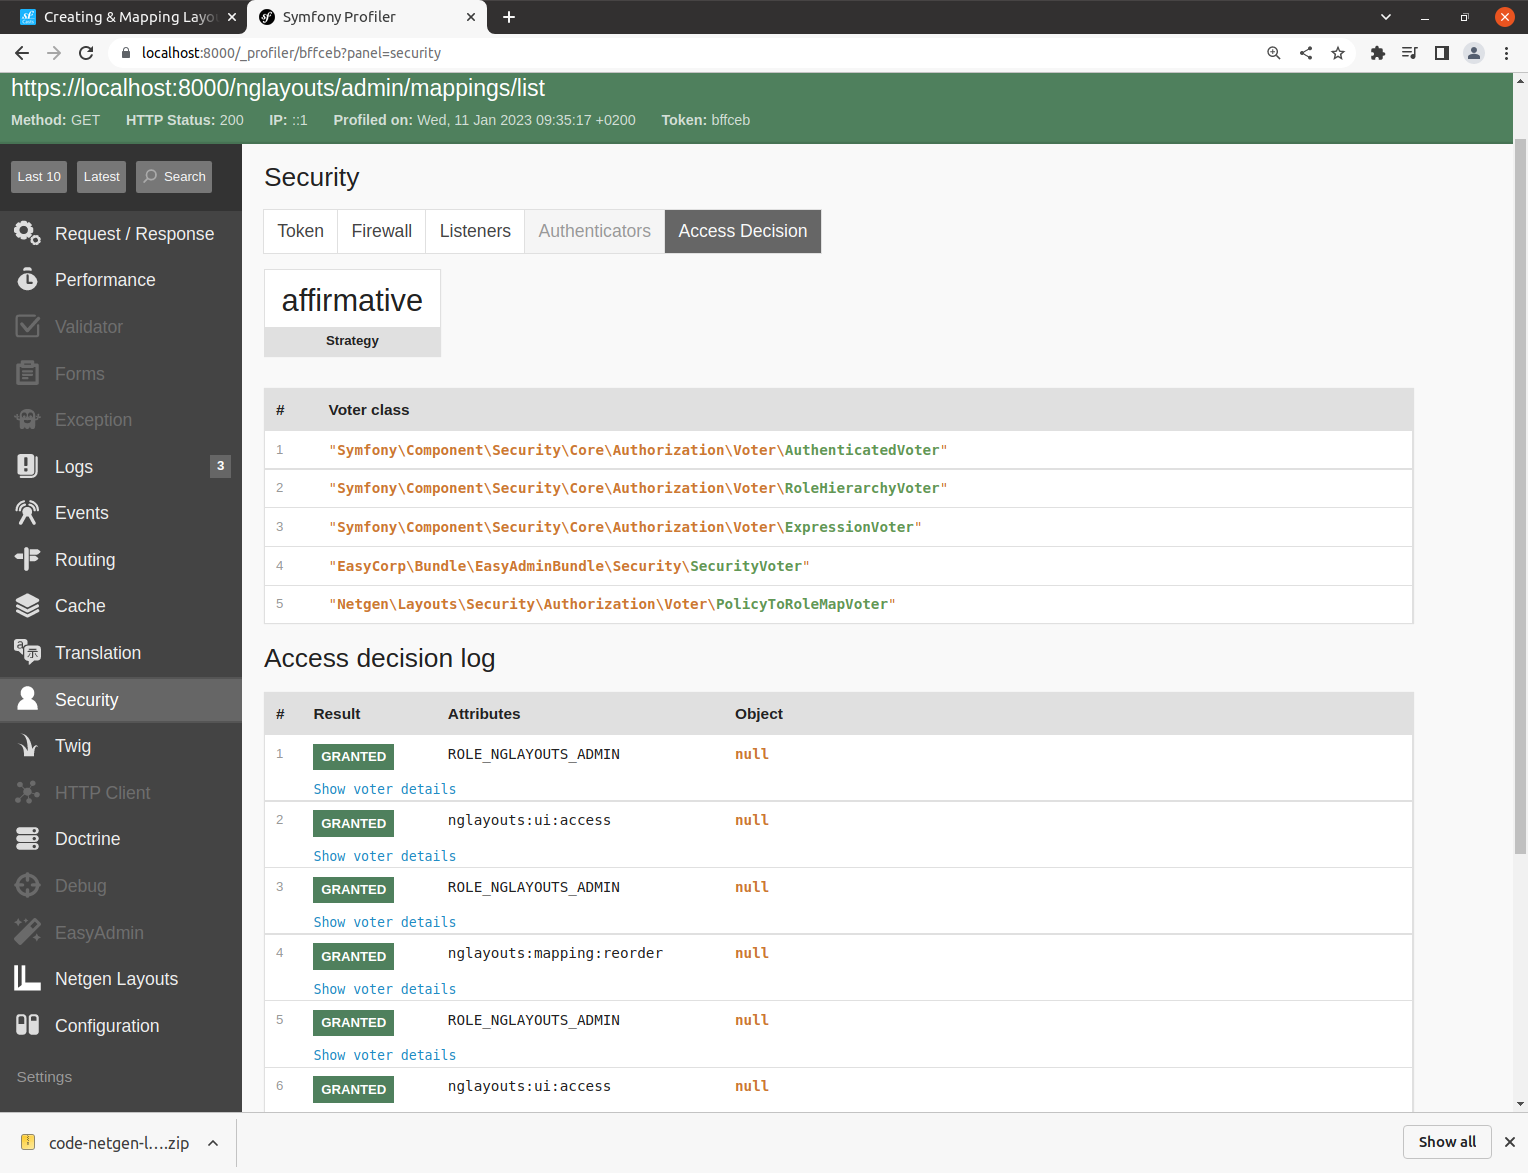 Creating & Mapping Layou
Symfony Profiler
localhost:8000/_profiler/bffceb?panel=security
https://localhost:8000/nglayouts/admin/mappings/list
Method: GET HTTP Status: 200 IP: ::1 Profiled on: Wed, 11 Jan 2023 09:35:17 +0200 Token: bffceb
Last 10 Latest Search
Request / Response
Performance
Validator
Forms
Exception
Logs 3
Events
Routing
Cache
Translation
Security
Twig
HTTP Client
Doctrine
Debug
EasyAdmin
Netgen Layouts
Configuration
Settings
Security
Token Firewall Listeners Authenticators Access Decision
affirmative
Strategy
# Voter class
1 "Symfony\Component\Security\Core\Authorization\Voter\AuthenticatedVoter"
2 "Symfony\Component\Security\Core\Authorization\Voter\RoleHierarchyVoter"
3 "Symfony\Component\Security\Core\Authorization\Voter\ExpressionVoter"
4 "EasyCorp\Bundle\EasyAdminBundle\Security\SecurityVoter"
5 "Netgen\Layouts\Security\Authorization\Voter\PolicyToRoleMapVoter"
Access decision log
# Result Attributes Object
1 GRANTED ROLE_NGLAYOUTS_ADMIN null
Show voter details
2 GRANTED nglayouts:ui:access null
Show voter details
3 GRANTED ROLE_NGLAYOUTS_ADMIN null
Show voter details
4 GRANTED nglayouts:mapping:reorder null
Show voter details
5 GRANTED ROLE_NGLAYOUTS_ADMIN null
Show voter details
6 GRANTED nglayouts:ui:access null
code-netgen-l….zip
Show all